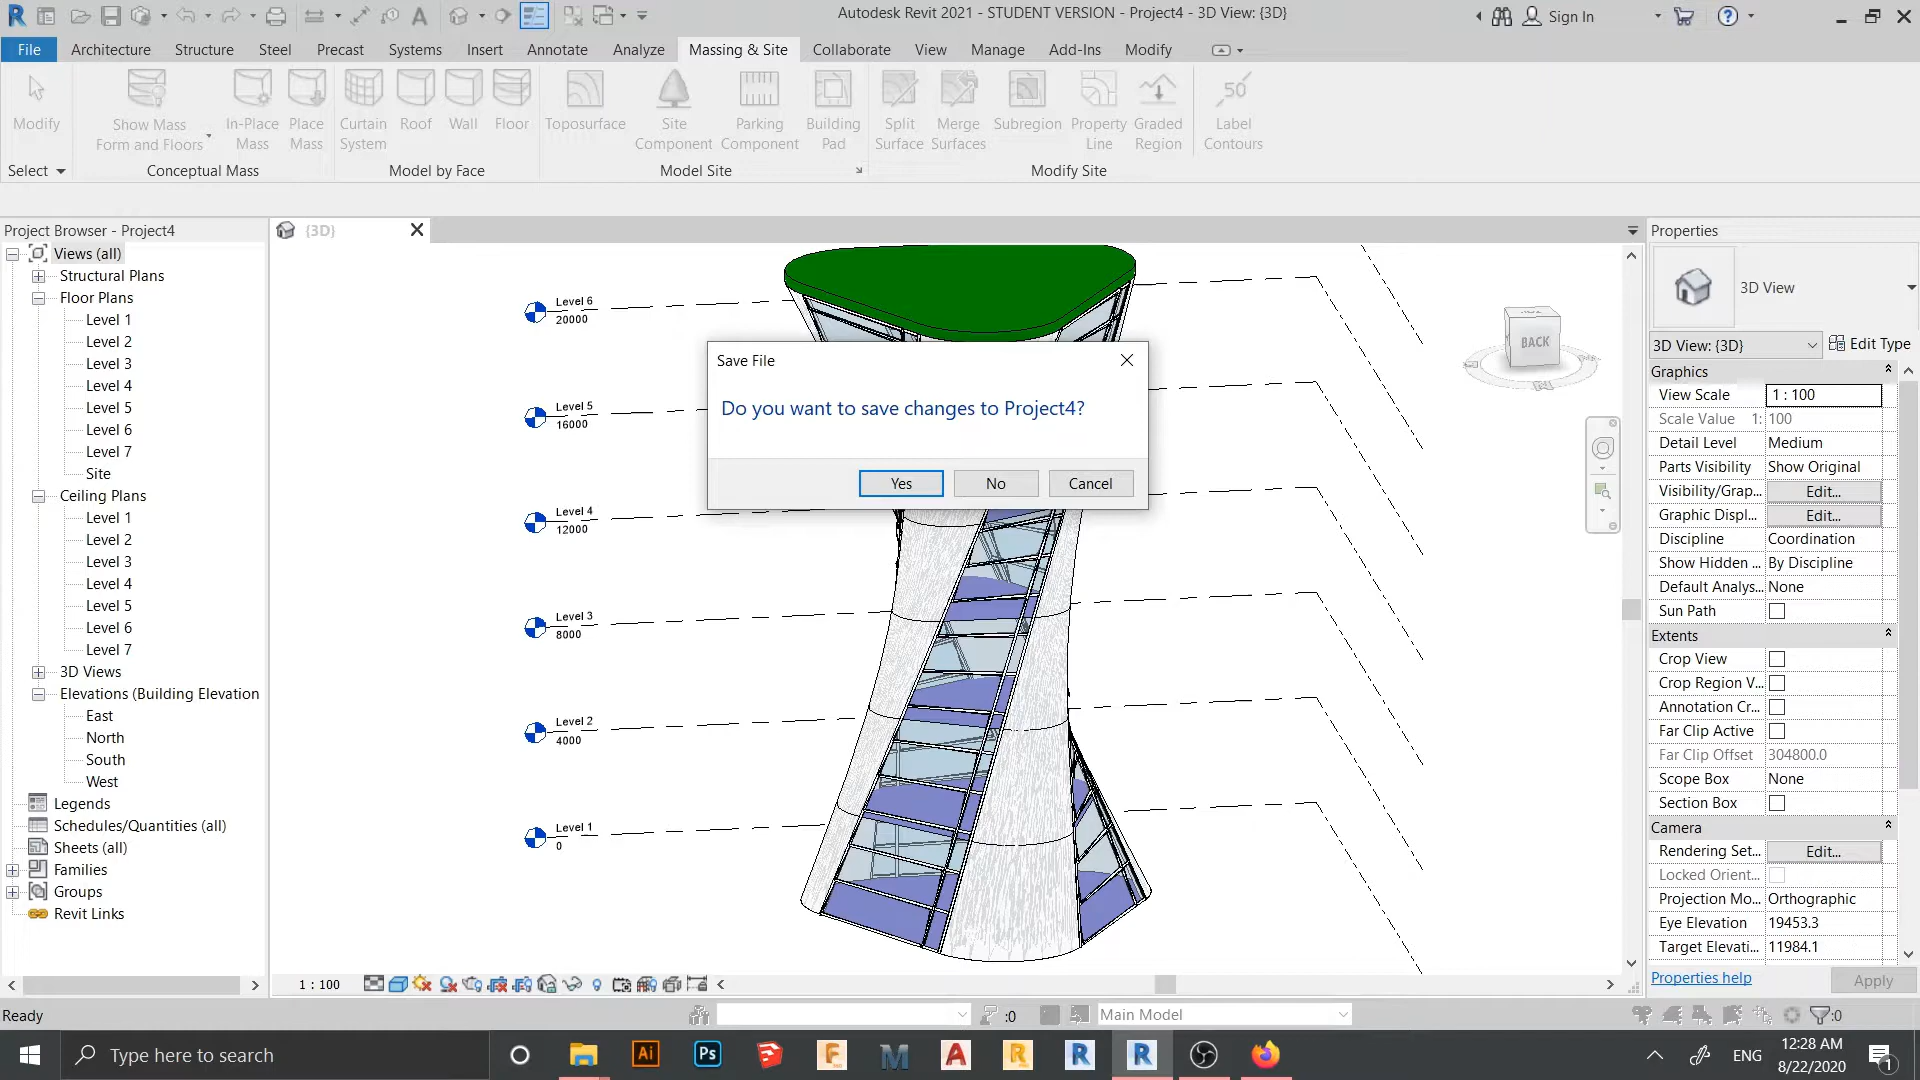 Autodesk Revit 2021 - STUDENT VERSION - Project4 - 3D View: {3D}
Sign In
File Architecture Structure Steel Precast Systems Insert Annotate Analyze Massing & Site Collaborate View Manage Add-Ins Modify
Modify
Show Mass
Form and Floors
In-Place
Mass
Place
Mass
Curtain
System
Roof
Wall
Floor
Toposurface
Site
Component
Parking
Component
Building
Pad
Split
Surface
Merge
Surfaces
Subregion
Property
Line
Graded
Region
50
Label
Contours
Select
Conceptual Mass
Model by Face
Model Site
Modify Site
Project Browser - Project4
Views (all)
Structural Plans
Floor Plans
Level 1
Level 2
Level 3
Level 4
Level 5
Level 6
Level 7
Site
Ceiling Plans
Level 1
Level 2
Level 3
Level 4
Level 5
Level 6
Level 7
3D Views
Elevations (Building Elevation
East
North
South
West
Legends
Schedules/Quantities (all)
Sheets (all)
Families
Groups
Revit Links
{3D}
Level 6
20000
Level 5
16000
Level 4
12000
Level 3
8000
Level 2
4000
Level 1
0
BACK
Save File
Do you want to save changes to Project4?
Yes
No
Cancel
Properties
3D View
3D View: {3D}
Edit Type
Graphics
View Scale 1 : 100
Scale Value 1: 100
Detail Level Medium
Parts Visibility Show Original
Visibility/Grap... Edit...
Graphic Displ... Edit...
Discipline Coordination
Show Hidden ... By Discipline
Default Analys... None
Sun Path
Extents
Crop View
Crop Region V...
Annotation Cr...
Far Clip Active
Far Clip Offset 304800.0
Scope Box None
Section Box
Camera
Rendering Set... Edit...
Locked Orient...
Projection Mo... Orthographic
Eye Elevation 19453.3
Target Elevati... 11984.1
Properties help
Apply
1 : 100
Ready
:0
Main Model
:0
Type here to search
Ai
Ps
ENG
12:28 AM
8/22/2020
1